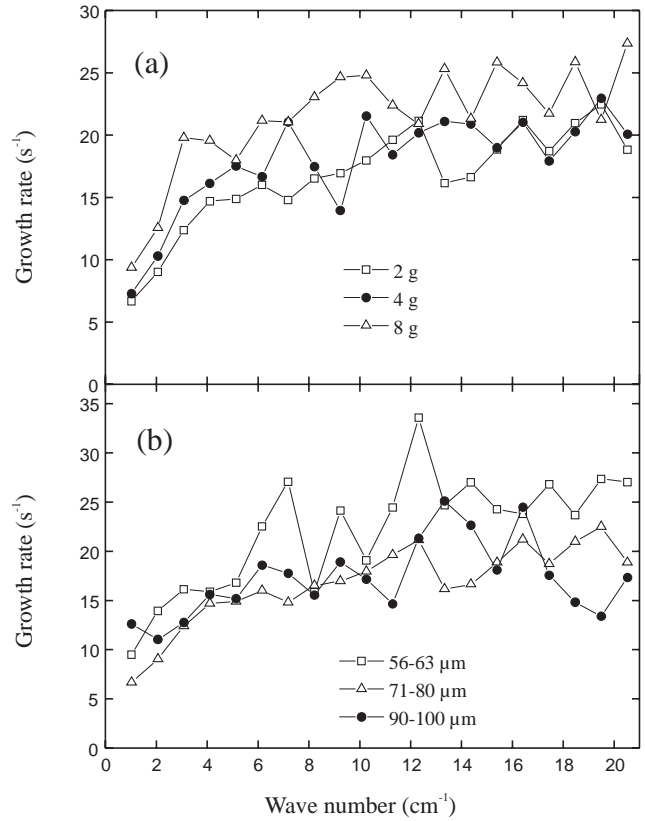 30
25
20
15
10
5
0
Growth rate (s-1)
(a)
2 g
4 g
8 g
35
30
25
20
15
10
5
0
Growth rate (s-1)
(b)
56-63 µm
71-80 µm
90-100 µm
0 2 4 6 8 10 12 14 16 18 20
Wave number (cm-1)